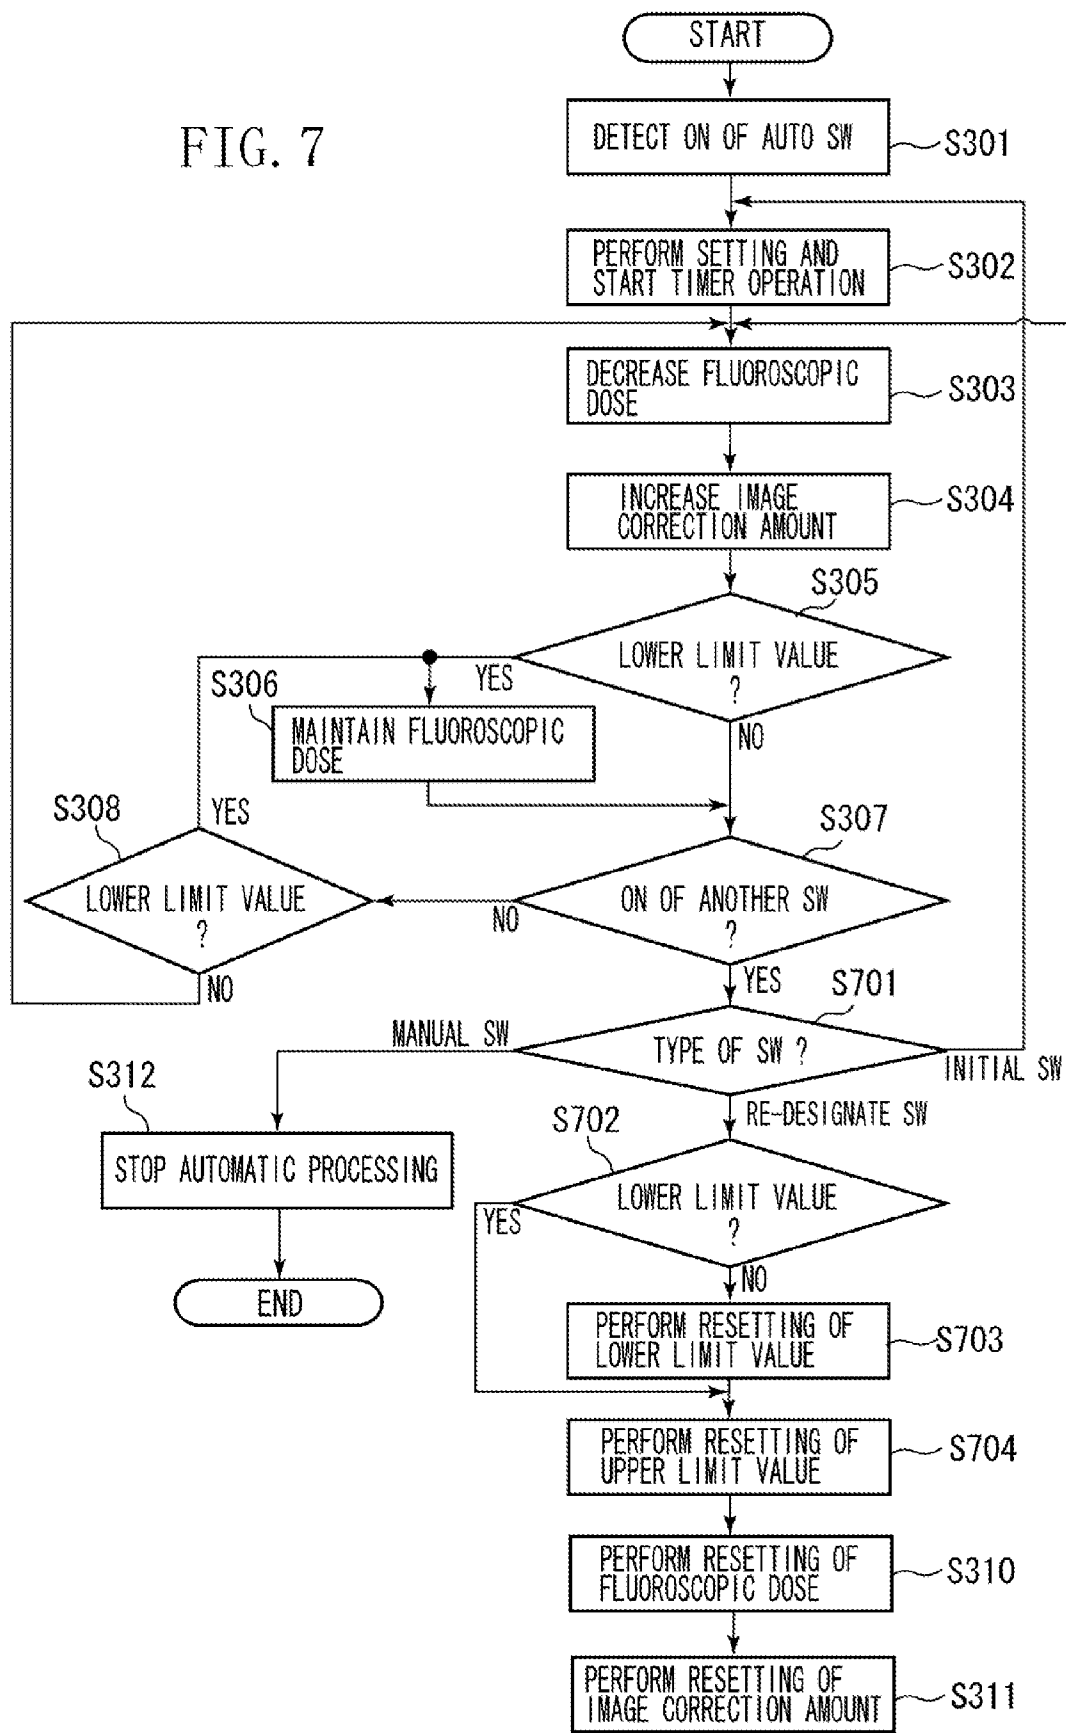 START
FIG. 7
DETECT ON OF AUTO SW
S301
PERFORM SETTING AND
START TIMER OPERATION
S302
DECREASE FLUOROSCOPIC
DOSE
S303
INCREASE IMAGE
CORRECTION AMOUNT
S304
S305
LOWER LIMIT VALUE
?
YES
NO
S306
MAINTAIN FLUOROSCOPIC
DOSE
S308
YES
LOWER LIMIT VALUE
?
NO
S307
ON OF ANOTHER SW
?
NO
YES
S701
TYPE OF SW ?
MANUAL SW
INITIAL SW
RE-DESIGNATE SW
S312
STOP AUTOMATIC PROCESSING
END
S702
LOWER LIMIT VALUE
?
YES
NO
PERFORM RESETTING OF
LOWER LIMIT VALUE
S703
PERFORM RESETTING OF
UPPER LIMIT VALUE
S704
PERFORM RESETTING OF
FLUOROSCOPIC DOSE
S310
PERFORM RESETTING OF
IMAGE CORRECTION AMOUNT
S311